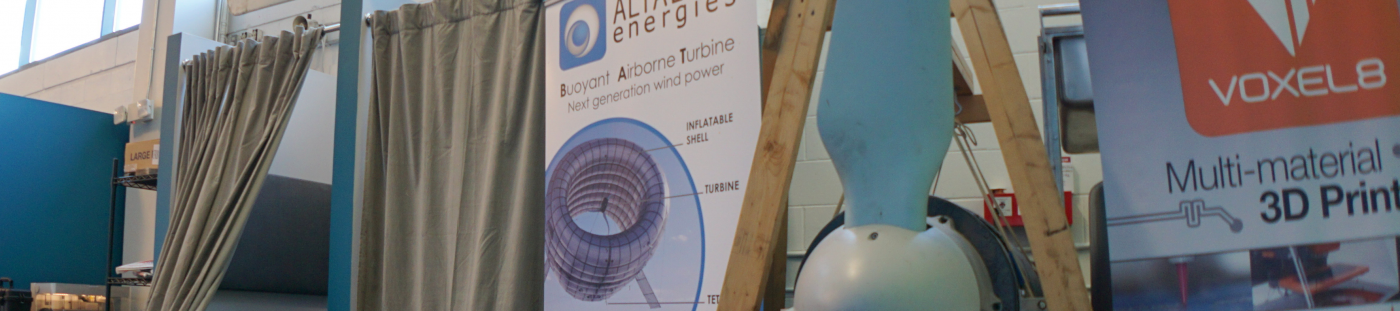 LARGE
energies
Buoyant Airborne Turbine
Next generation wind power
INFLATABLE
SHELL
TURBINE
VOXEL8
Multi-material
3D Print